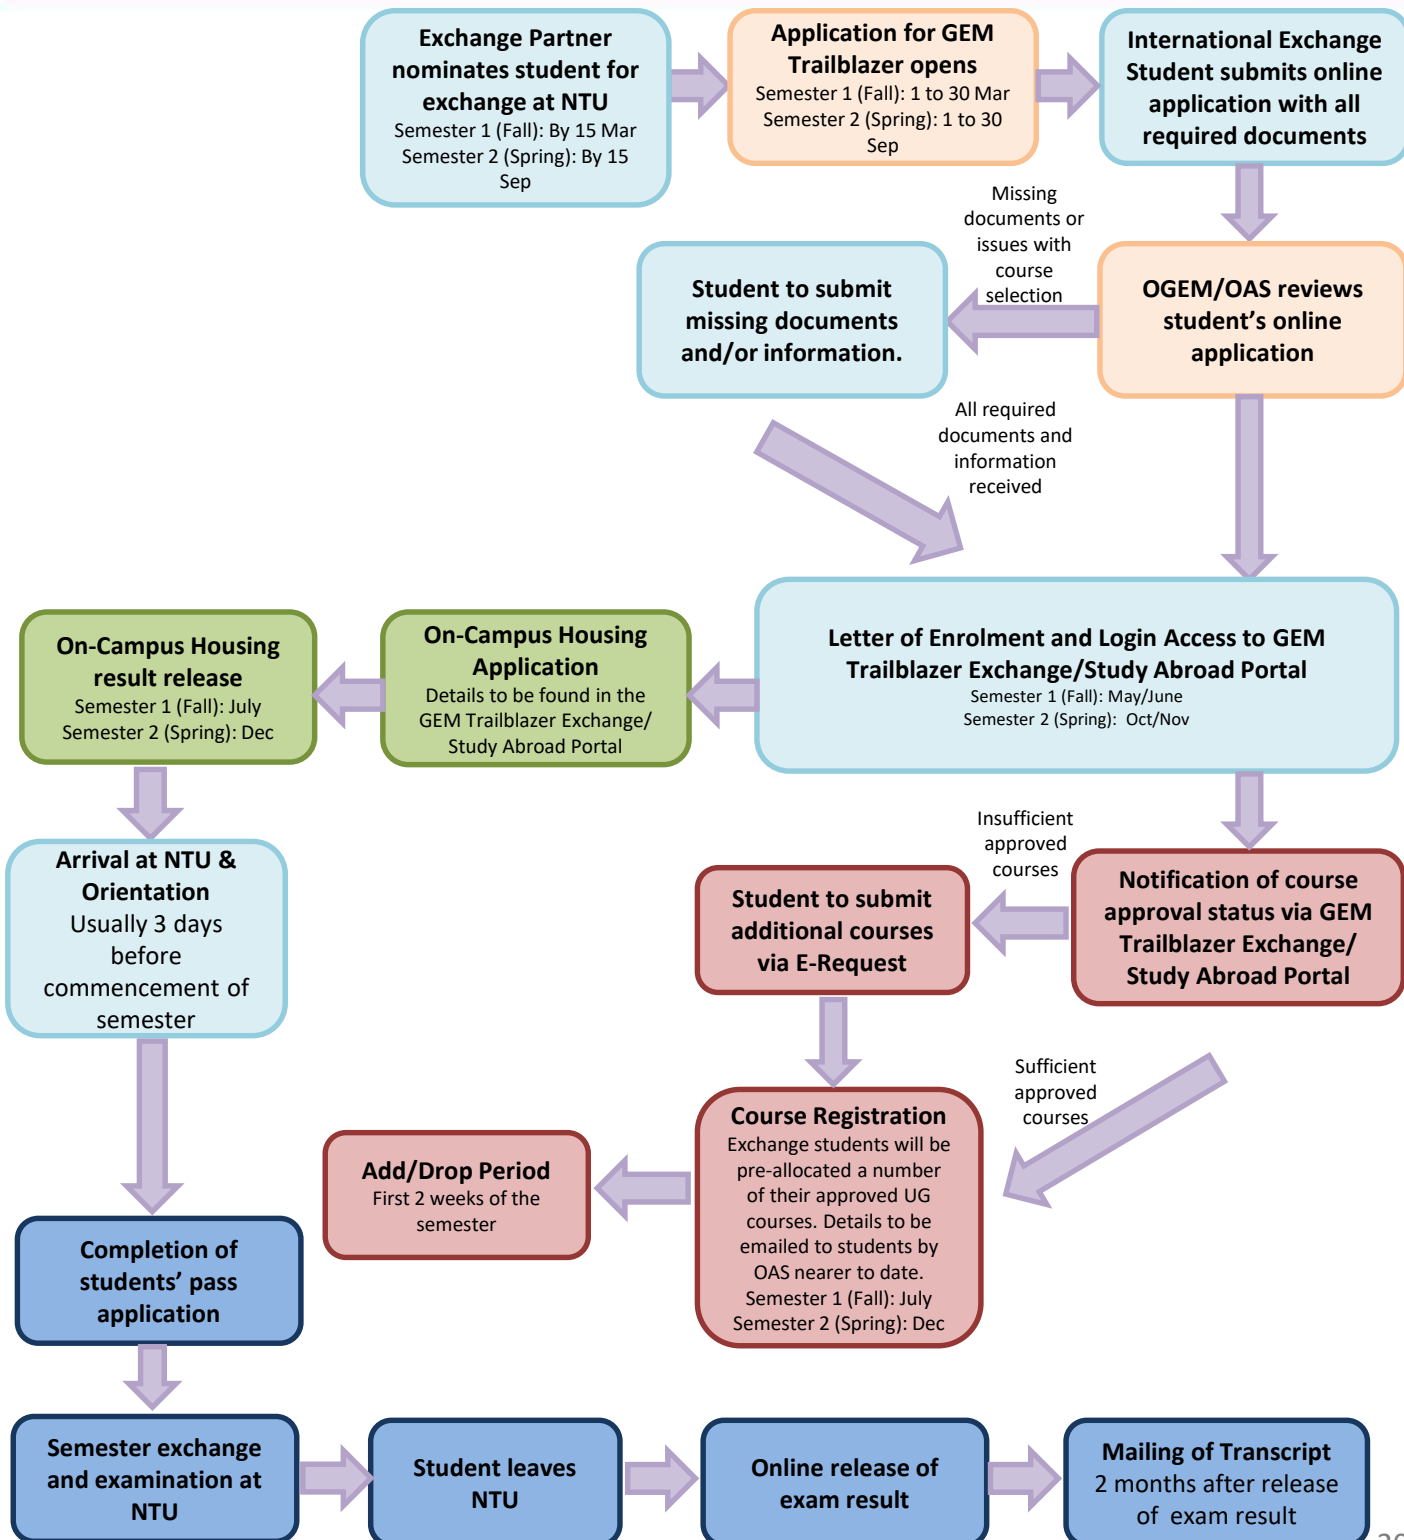 Exchange Partner
nominates student for
exchange at NTU
Semester 1 (Fall): By 15 Mar
Semester 2 (Spring): By 15
Sep
Application for GEM
Trailblazer opens
Semester 1 (Fall): 1 to 30 Mar
Semester 2 (Spring): 1 to 30
Sep
International Exchange
Student submits online
application with all
required documents
Missing
documents or
issues with
course
selection
Student to submit
missing documents
and/or information.
OGEM/OAS reviews
student’s online
application
All required
documents and
information
received
On-Campus Housing
result release
Semester 1 (Fall): July
Semester 2 (Spring): Dec
On-Campus Housing
Application
Details to be found in the
GEM Trailblazer Exchange/
Study Abroad Portal
Letter of Enrolment and Login Access to GEM
Trailblazer Exchange/Study Abroad Portal
Semester 1 (Fall): May/June
Semester 2 (Spring): Oct/Nov
Arrival at NTU &
Orientation
Usually 3 days
before
commencement of
semester
Insufficient
approved
courses
Student to submit
additional courses
via E-Request
Notification of course
approval status via GEM
Trailblazer Exchange/
Study Abroad Portal
Sufficient
approved
courses
Course Registration
Exchange students will be
pre-allocated a number
of their approved UG
courses. Details to be
emailed to students by
OAS nearer to date.
Semester 1 (Fall): July
Semester 2 (Spring): Dec
Add/Drop Period
First 2 weeks of the
semester
Completion of
students’ pass
application
Semester exchange
and examination at
NTU
Student leaves
NTU
Online release of
exam result
Mailing of Transcript
2 months after release
of exam result